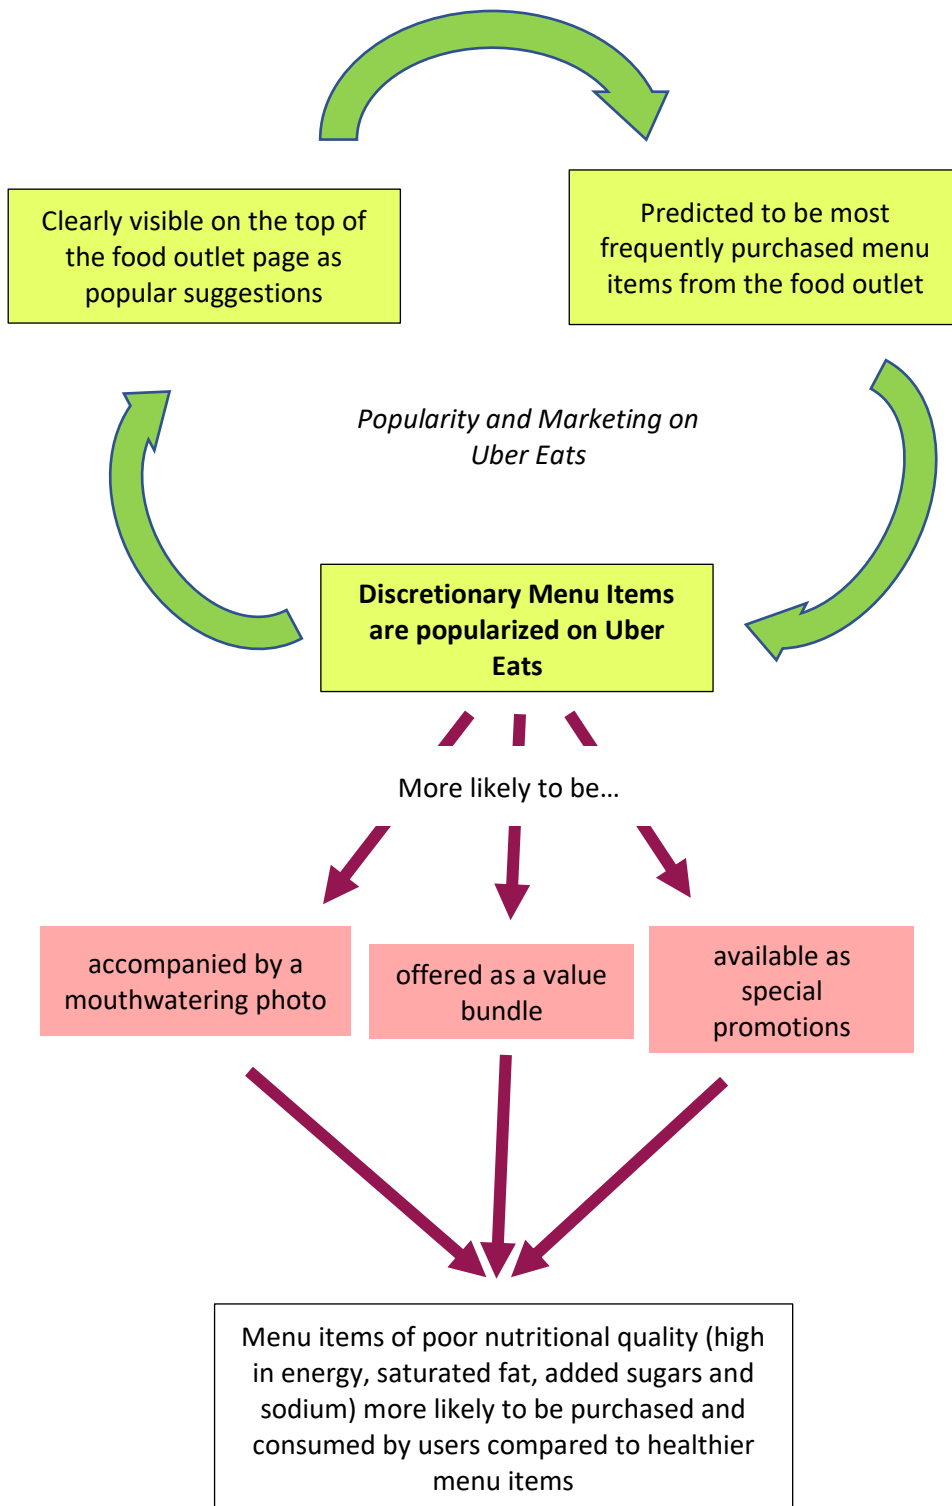 Clearly visible on the top of
the food outlet page as
popular suggestions
Predicted to be most
frequently purchased menu
items from the food outlet
Popularity and Marketing on
Uber Eats
Discretionary Menu Items
are popularized on Uber
Eats
More likely to be…
accompanied by a
mouthwatering photo
offered as a value
bundle
available as
special
promotions
Menu items of poor nutritional quality (high
in energy, saturated fat, added sugars and
sodium) more likely to be purchased and
consumed by users compared to healthier
menu items